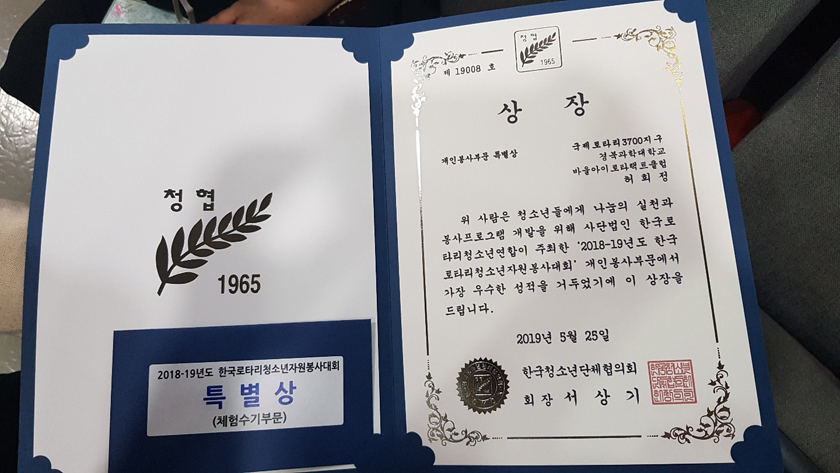 청협
1965
2018-19년도 한국로타리청소년자원봉사대회
특별상
(체험수기부문)
제 19008 호
청협
1965
상 장
개인봉사부문 특별상
국제로타리3700지구
경북과학대학교
바을아이로타랙트클럽
허희정
위 사람은 청소년들에게 나눔의 실천과
봉사프로그램 개발을 위해 사단법인 한국로
타리청소년연합이 주최한 '2018-19년도 한국
로타리청소년자원봉사대회' 개인봉사부문에서
가장 우수한 성적을 거두었기에 이 상장을
드립니다.
2019년 5월 25일
한국청소년단체협의회
회장 서상기